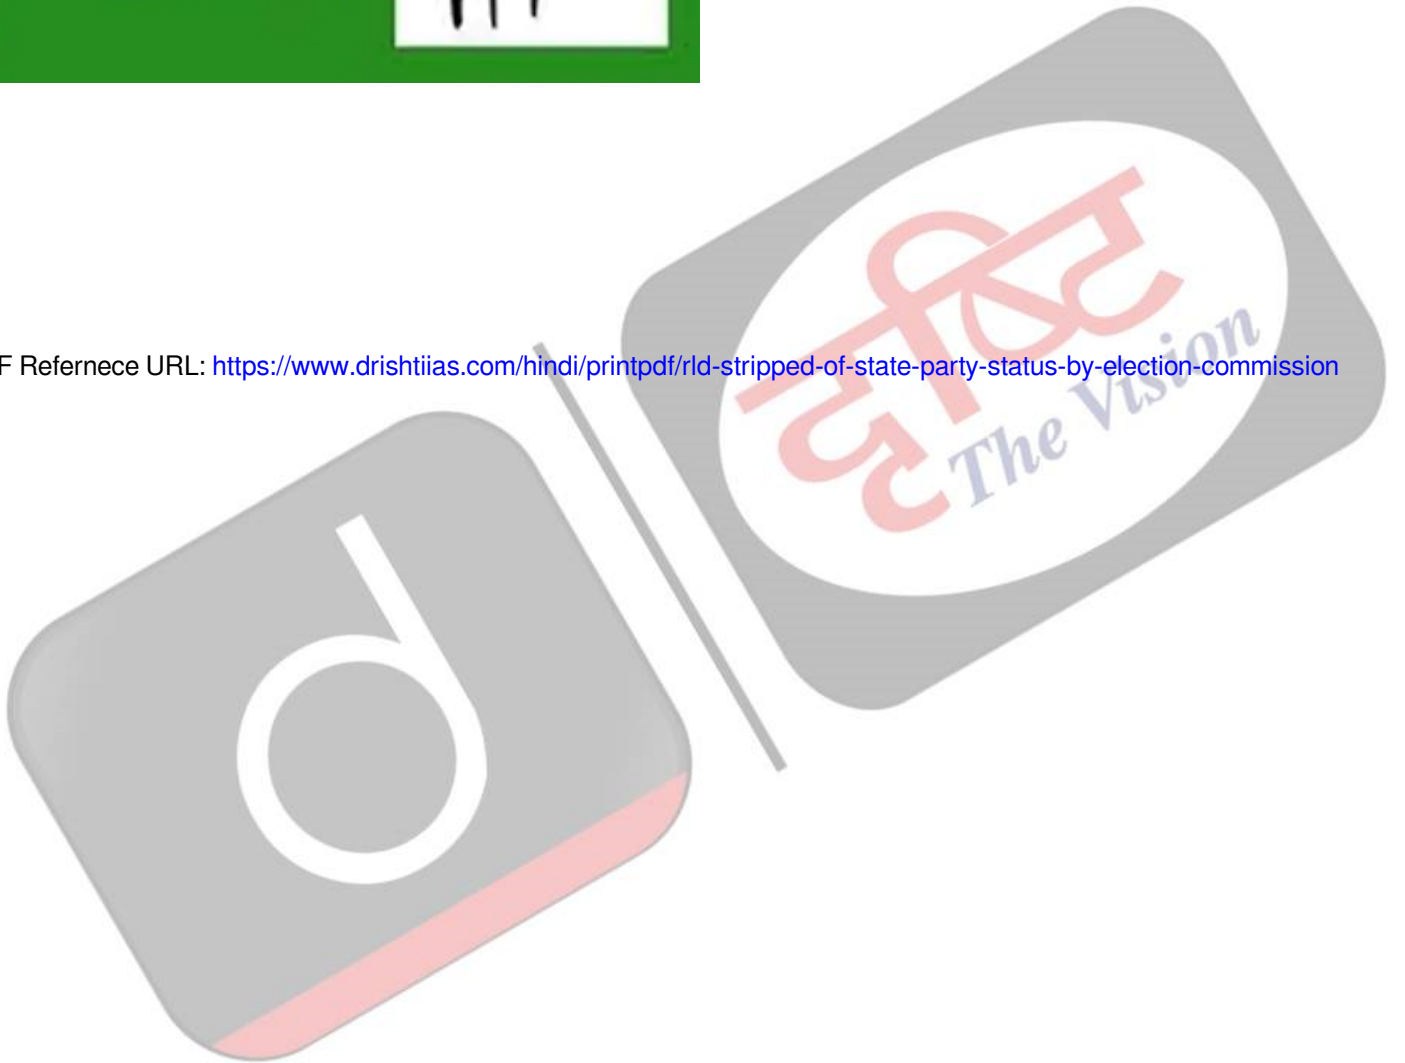 F Refernece URL: https://www.drishtiias.com/hindi/printpdf/rld-stripped-of-state-party-status-by-election-commission
दृष्टि
The Vision
d